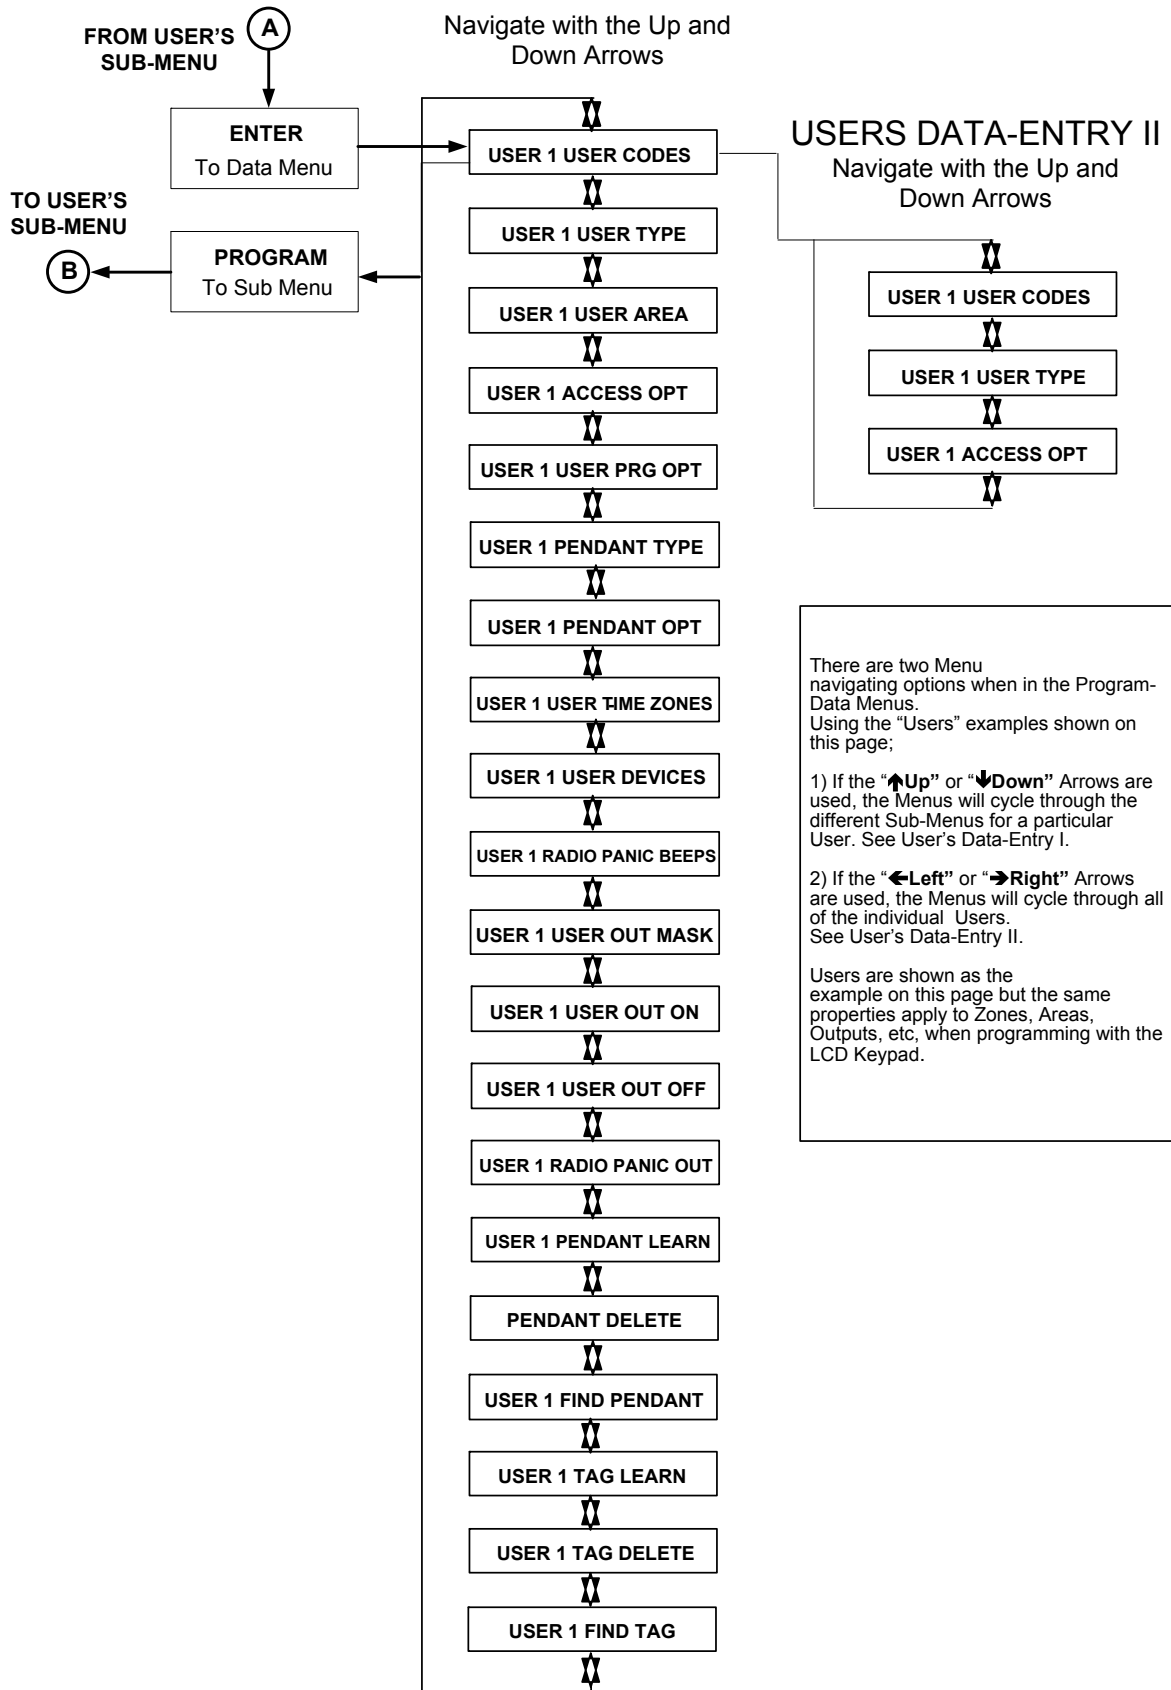 FROM USER'S
SUB-MENU
A
ENTER
To Data Menu
TO USER'S
SUB-MENU
B
PROGRAM
To Sub Menu
Navigate with the Up and
Down Arrows
USER 1 USER CODES
USER 1 USER TYPE
USER 1 USER AREA
USER 1 ACCESS OPT
USER 1 USER PRG OPT
USER 1 PENDANT TYPE
USER 1 PENDANT OPT
USER 1 USER TIME ZONES
USER 1 USER DEVICES
USER 1 RADIO PANIC BEEPS
USER 1 USER OUT MASK
USER 1 USER OUT ON
USER 1 USER OUT OFF
USER 1 RADIO PANIC OUT
USER 1 PENDANT LEARN
PENDANT DELETE
USER 1 FIND PENDANT
USER 1 TAG LEARN
USER 1 TAG DELETE
USER 1 FIND TAG
USERS DATA-ENTRY II
Navigate with the Up and
Down Arrows
USER 1 USER CODES
USER 1 USER TYPE
USER 1 ACCESS OPT
There are two Menu
navigating options when in the Program-
Data Menus.
Using the “Users” examples shown on
this page;
1) If the “↑Up” or “↓Down” Arrows are
used, the Menus will cycle through the
different Sub-Menus for a particular
User. See User's Data-Entry I.
2) If the “←Left” or “→Right” Arrows
are used, the Menus will cycle through all
of the individual Users.
See User's Data-Entry II.
Users are shown as the
example on this page but the same
properties apply to Zones, Areas,
Outputs, etc, when programming with the
LCD Keypad.